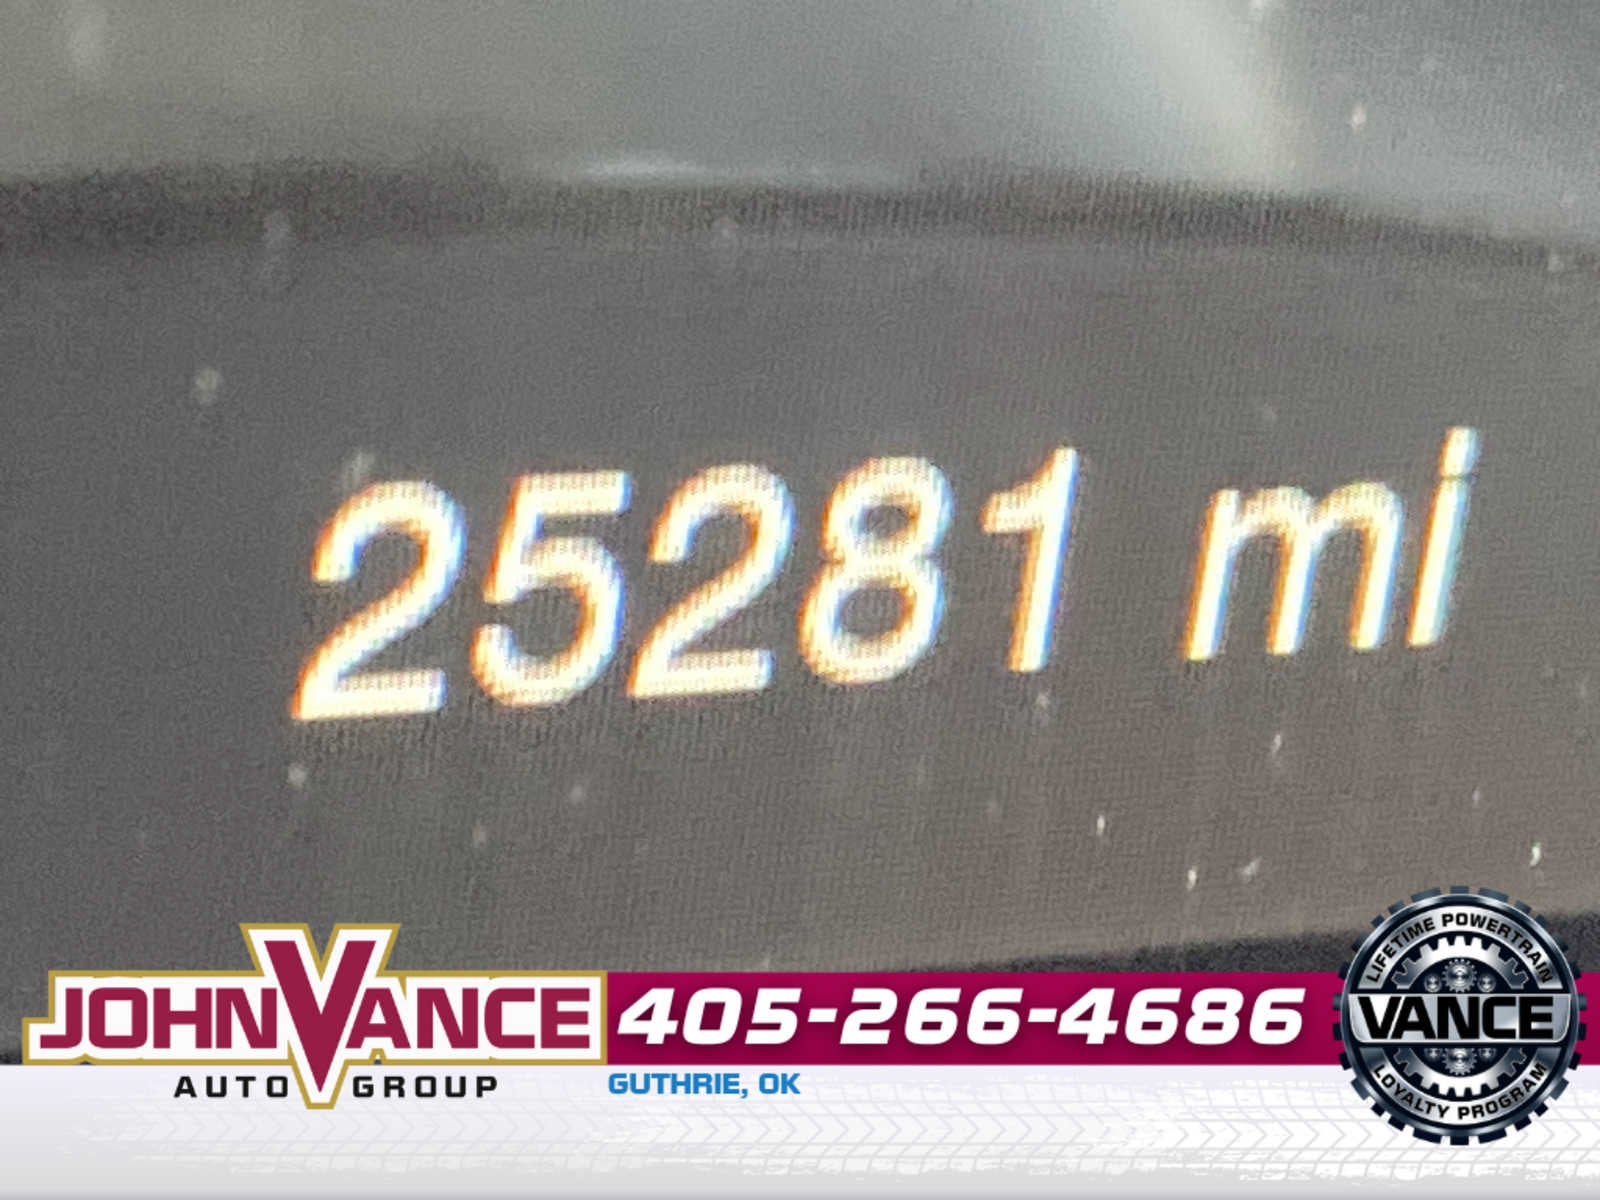 25281 mi
JOHN VANCE
AUTO GROUP
405-266-4686
GUTHRIE, OK
LIFETIME POWERTRAIN
VANCE
LOYALTY PROGRAM